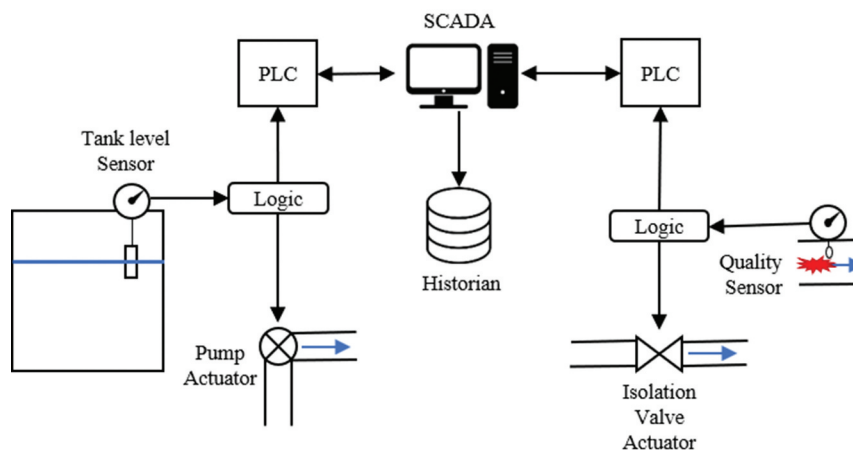 SCADA
PLC
PLC
Tank level
Sensor
Logic
Logic
Quality
Sensor
Historian
Pump
Actuator
Isolation
Valve
Actuator